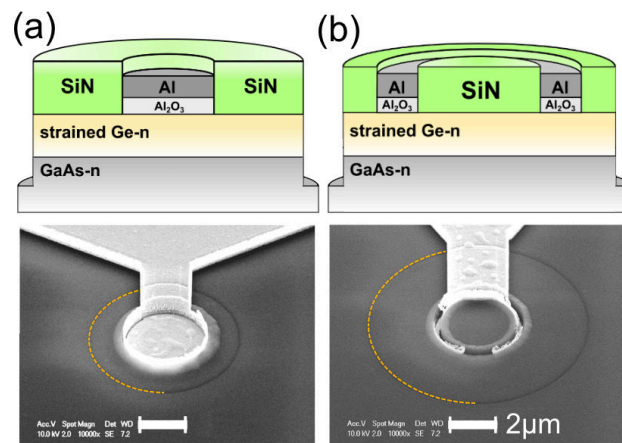 (a)
(b)
SiN
Al
Al₂O₃
SiN
strained Ge-n
GaAs-n
Al
Al₂O₃
SiN
Al
Al₂O₃
strained Ge-n
GaAs-n
Acc.V Spot Magn Det WD
10.0 kV 2.0 10000x SE 7.2
Acc.V Spot Magn Det WD
10.0 kV 2.0 10000x SE 7.2
2μm